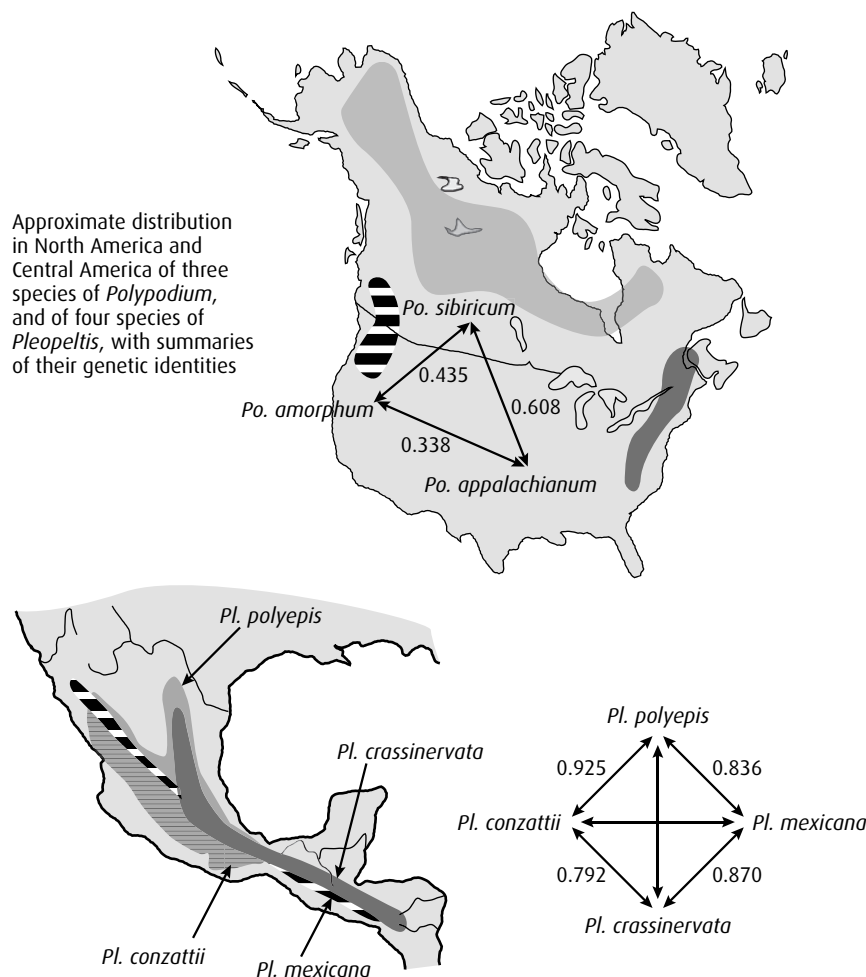 Approximate distribution
in North America and
Central America of three
species of Polypodium,
and of four species of
Pleopeltis, with summaries
of their genetic identities
Po. sibiricum
0.435
Po. amorphum
0.608
0.338
Po. appalachianum
Pl. polyepis
Pl. crassinervata
Pl. conzattii
Pl. mexicana
Pl. polyepis
0.925
0.836
Pl. conzattii
Pl. mexicana
0.792
0.870
Pl. crassinervata